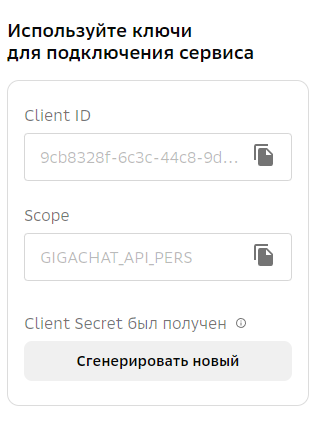 Используйте ключи
для подключения сервиса
Client ID
9cb8328f-6c3c-44c8-9d...
Scope
GIGACHAT_API_PERS
Client Secret был получен
Сгенерировать новый